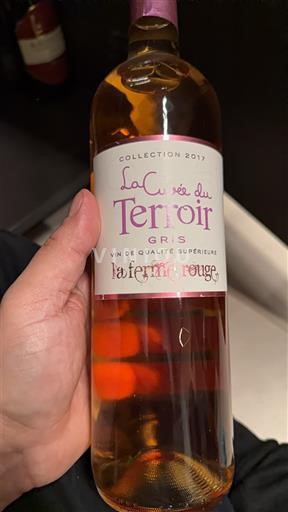 COLLECTION 2017
La Cuvée du
Terroir
GRIS
VIN DE QUALITÉ SUPÉRIEURE
la ferme rouge